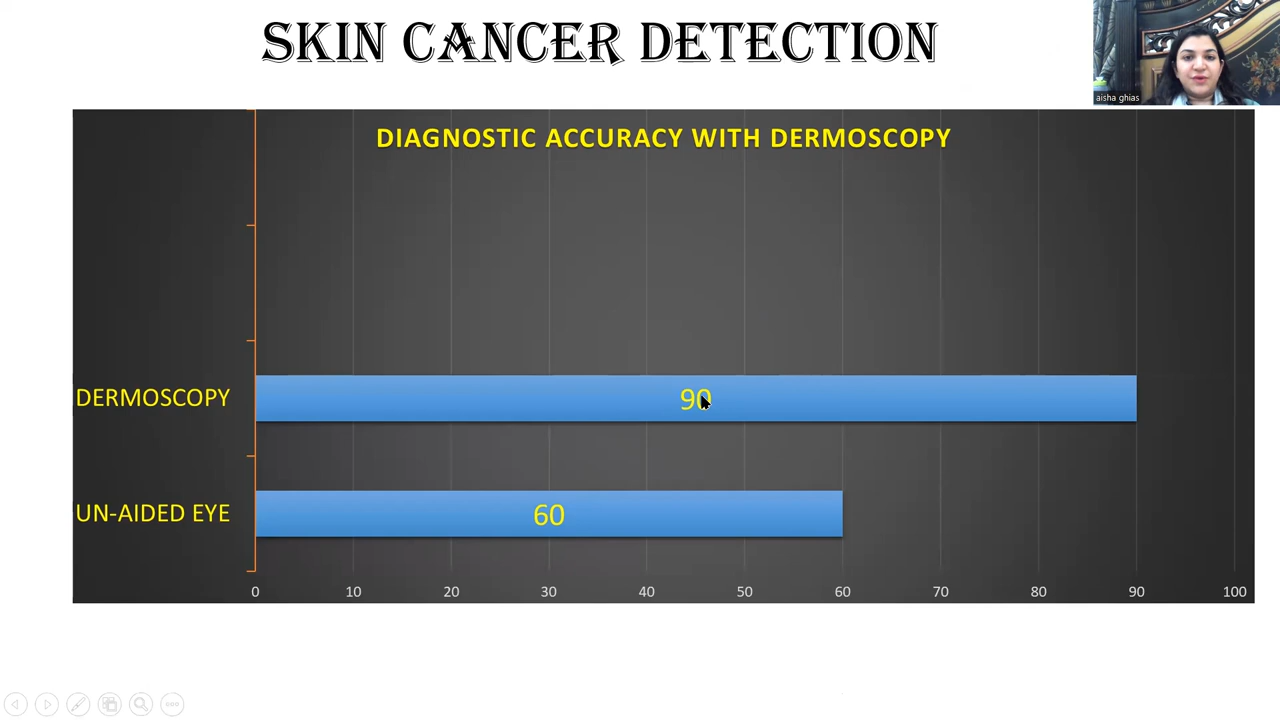 SKIN CANCER DETECTION
aisha ghias
DIAGNOSTIC ACCURACY WITH DERMOSCOPY
DERMOSCOPY
90
UN-AIDED EYE
60
0 10 20 30 40 50 60 70 80 90 100